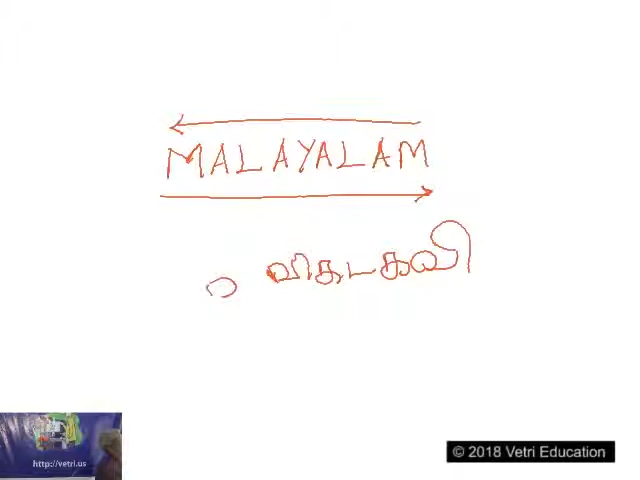 MALAYALAM
விகடகவி
http://vetri.us
© 2018 Vetri Education